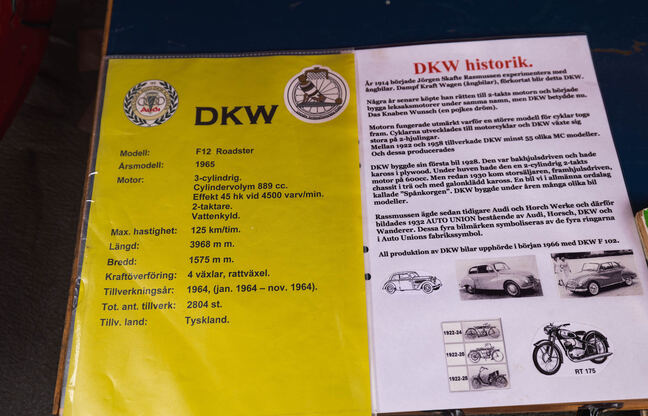 Audi
DKW
Modell: F12 Roadster
Årsmodell: 1965
Motor: 3-cylindrig.
Cylindervolym 889 cc.
Effekt 45 hk vid 4500 varv/min.
2-taktare.
Vattenkyld.
Max. hastighet: 125 km/tim.
Längd: 3968 m m.
Bredd: 1575 m m.
Kraftöverföring: 4 växlar, rattväxel.
Tillverkningsår: 1964, (jan. 1964 – nov. 1964).
Tot. ant. tillverk: 2804 st.
Tillv. land: Tyskland.
DKW historik.
År 1914 började Jörgen Skafte Rasmussen experimentera med
ångbilar. Dampf Kraft Wagen (ångbilar), förkortat blir detta DKW.
Några år senare köpte han rätten till 2-takts motorn och började
bygga leksaksmotorer under samma namn, men DKW betydde nu.
Das Knaben Wunsch (en pojkes dröm).
Motorn fungerade utmärkt varför en större modell för cyklar togs
fram. Cyklarna utvecklades till motorcyklar och DKW växte sig
stora på 2-hjulingar.
Mellan 1922 och 1958 tillverkade DKW minst 55 olika MC modeller.
Och dessa producerades
DKW byggde sin första bil 1928. Den var bakhjulsdriven och hade
kaross i plywood. Under huven hade den en 2-cylindrig 2-takts
motor på 600cc. Men redan 1930 kom storsäljaren, framhjulsdriven,
chassit i trä och med galonklädd kaross. En bil vi i allmänna ordalag
kallade "Spånkorgen". DKW byggde under åren många olika bil
modeller.
Rasmussen ägde sedan tidigare Audi och Horch Werke och därför
bildades 1932 AUTO UNION bestående av Audi, Horsch, DKW och
Wanderer. Dessa fyra bilmärken symboliseras av de fyra ringarna
i Auto Unions fabrikssymbol.
All produktion av DKW bilar upphörde i början 1966 med DKW F 102.
1922-24
1922-25
1922-25
RT 175